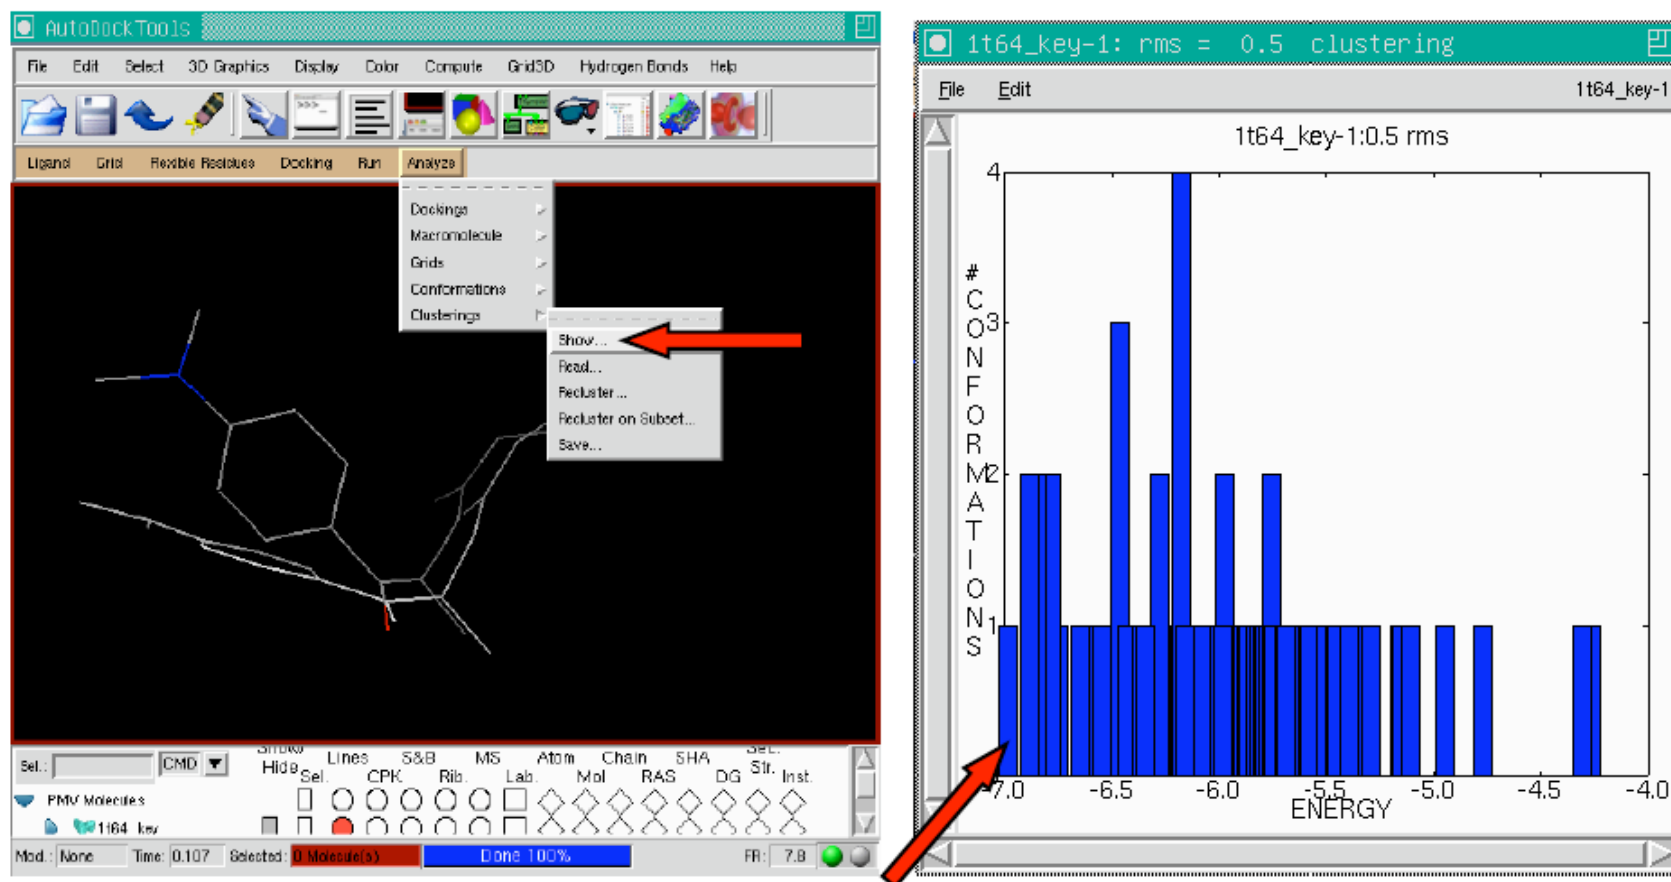 AutoDockTools
File Edit Select 3D Graphics Display Color Compute Grid3D Hydrogen Bonds Help
Ligand Grid Flexible Residues Docking Run Analyze
Dockings
Macromolecule
Grids
Conformations
Clusterings
Show...
Read...
Recluster...
Recluster on Subset...
Save...
Sel.: CMD
Show/
Hide Sel. Lines CPK S&B Rib. MS Lab. Atom Mol Chain RAS SHA DG Sec. Str. Inst.
PMV Molecules
1t64_key
Mod.: None Time: 0.107 Selected: 0 Molecule(s) Done 100% FR: 7.8
1t64_key-1: rms = 0.5 clustering
File Edit 1t64_key-1
1t64_key-1:0.5 rms
4
3
2
1
#CONFORMATIONS
-7.0 -6.5 -6.0 -5.5 -5.0 -4.5 -4.0
ENERGY